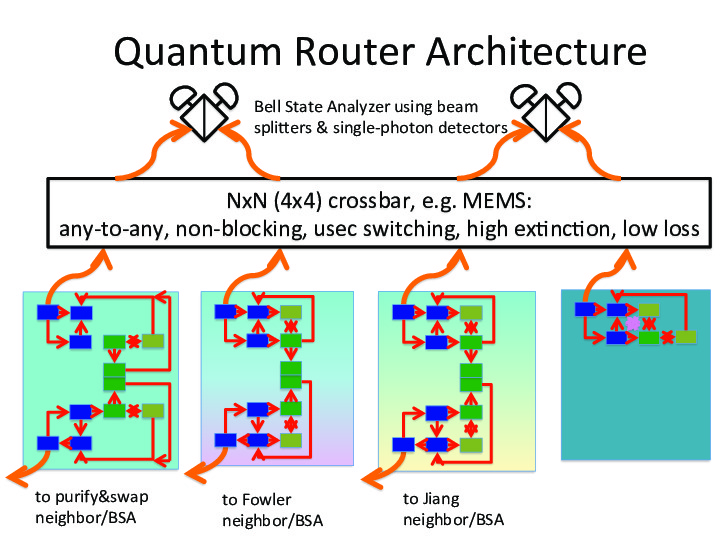 Quantum Router Architecture
Bell State Analyzer using beam
splitters & single-photon detectors
NxN (4x4) crossbar, e.g. MEMS:
any-to-any, non-blocking, usec switching, high extinction, low loss
to purify&swap
neighbor/BSA
to Fowler
neighbor/BSA
to Jiang
neighbor/BSA